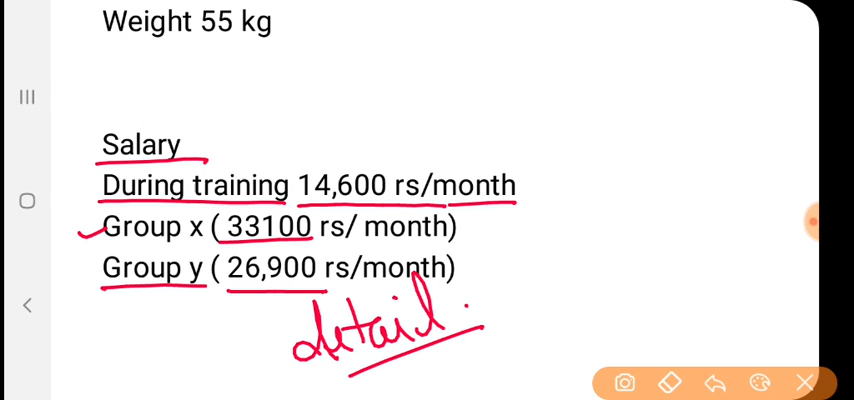 Weight 55 kg
Salary
During training 14,600 rs/month
Group x ( 33100 rs/ month)
Group y ( 26,900 rs/month)
detail.